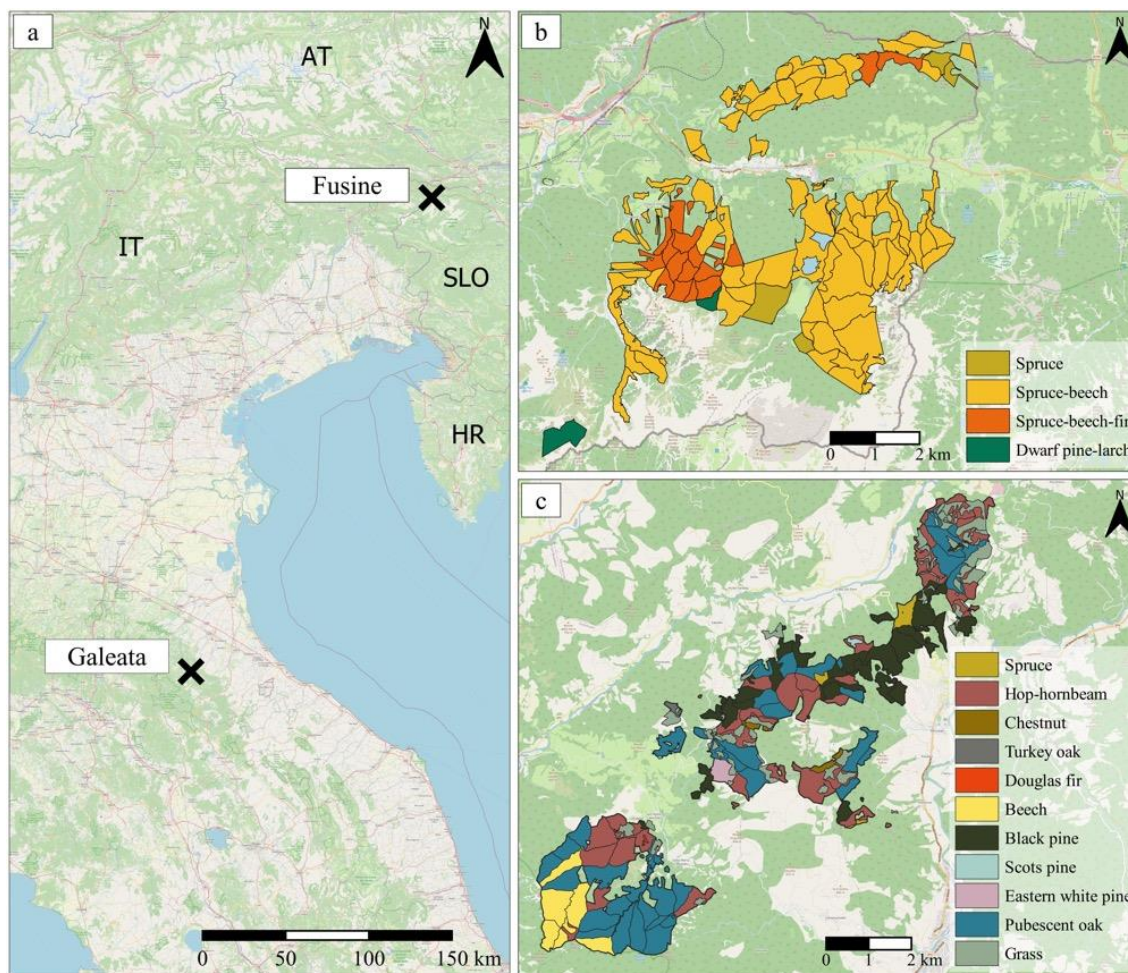 a
N
AT
Fusine
IT
SLO
HR
Galeata
0 50 100 150 km
b
N
Spruce
Spruce-beech
Spruce-beech-fir
Dwarf pine-larch
0 1 2 km
c
N
Spruce
Hop-hornbeam
Chestnut
Turkey oak
Douglas fir
Beech
Black pine
Scots pine
Eastern white pine
Pubescent oak
Grass
0 1 2 km